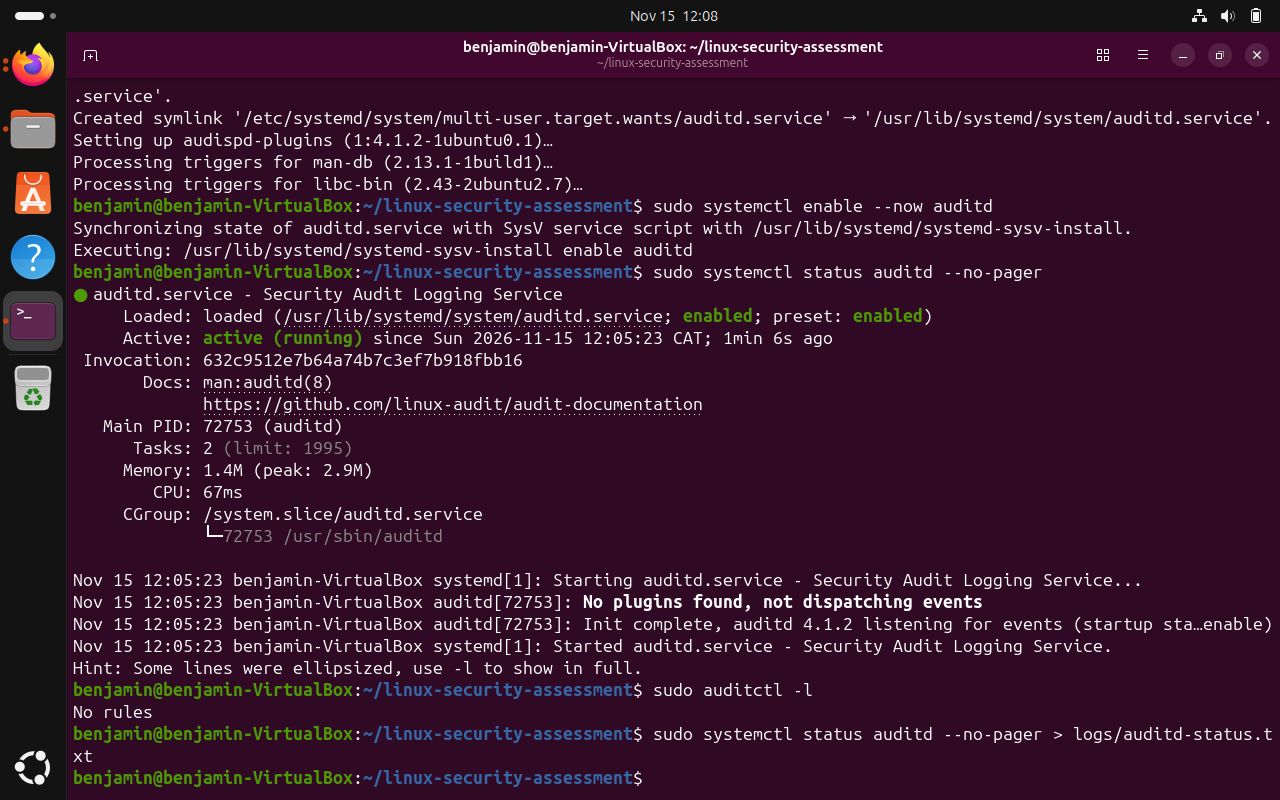 Nov 15 12:08
benjamin@benjamin-VirtualBox: ~/linux-security-assessment
~/linux-security-assessment
.service'.
Created symlink '/etc/systemd/system/multi-user.target.wants/auditd.service' → '/usr/lib/systemd/system/auditd.service'.
Setting up audispd-plugins (1:4.1.2-1ubuntu0.1)…
Processing triggers for man-db (2.13.1-1build1)…
Processing triggers for libc-bin (2.43-2ubuntu2.7)…
benjamin@benjamin-VirtualBox:~/linux-security-assessment$ sudo systemctl enable --now auditd
Synchronizing state of auditd.service with SysV service script with /usr/lib/systemd/systemd-sysv-install.
Executing: /usr/lib/systemd/systemd-sysv-install enable auditd
benjamin@benjamin-VirtualBox:~/linux-security-assessment$ sudo systemctl status auditd --no-pager
● auditd.service - Security Audit Logging Service
Loaded: loaded (/usr/lib/systemd/system/auditd.service; enabled; preset: enabled)
Active: active (running) since Sun 2026-11-15 12:05:23 CAT; 1min 6s ago
Invocation: 632c9512e7b64a74b7c3ef7b918fbb16
Docs: man:auditd(8)
https://github.com/linux-audit/audit-documentation
Main PID: 72753 (auditd)
Tasks: 2 (limit: 1995)
Memory: 1.4M (peak: 2.9M)
CPU: 67ms
CGroup: /system.slice/auditd.service
└─72753 /usr/sbin/auditd
Nov 15 12:05:23 benjamin-VirtualBox systemd[1]: Starting auditd.service - Security Audit Logging Service...
Nov 15 12:05:23 benjamin-VirtualBox auditd[72753]: No plugins found, not dispatching events
Nov 15 12:05:23 benjamin-VirtualBox auditd[72753]: Init complete, auditd 4.1.2 listening for events (startup sta…enable)
Nov 15 12:05:23 benjamin-VirtualBox systemd[1]: Started auditd.service - Security Audit Logging Service.
Hint: Some lines were ellipsized, use -l to show in full.
benjamin@benjamin-VirtualBox:~/linux-security-assessment$ sudo auditctl -l
No rules
benjamin@benjamin-VirtualBox:~/linux-security-assessment$ sudo systemctl status auditd --no-pager > logs/auditd-status.t
xt
benjamin@benjamin-VirtualBox:~/linux-security-assessment$